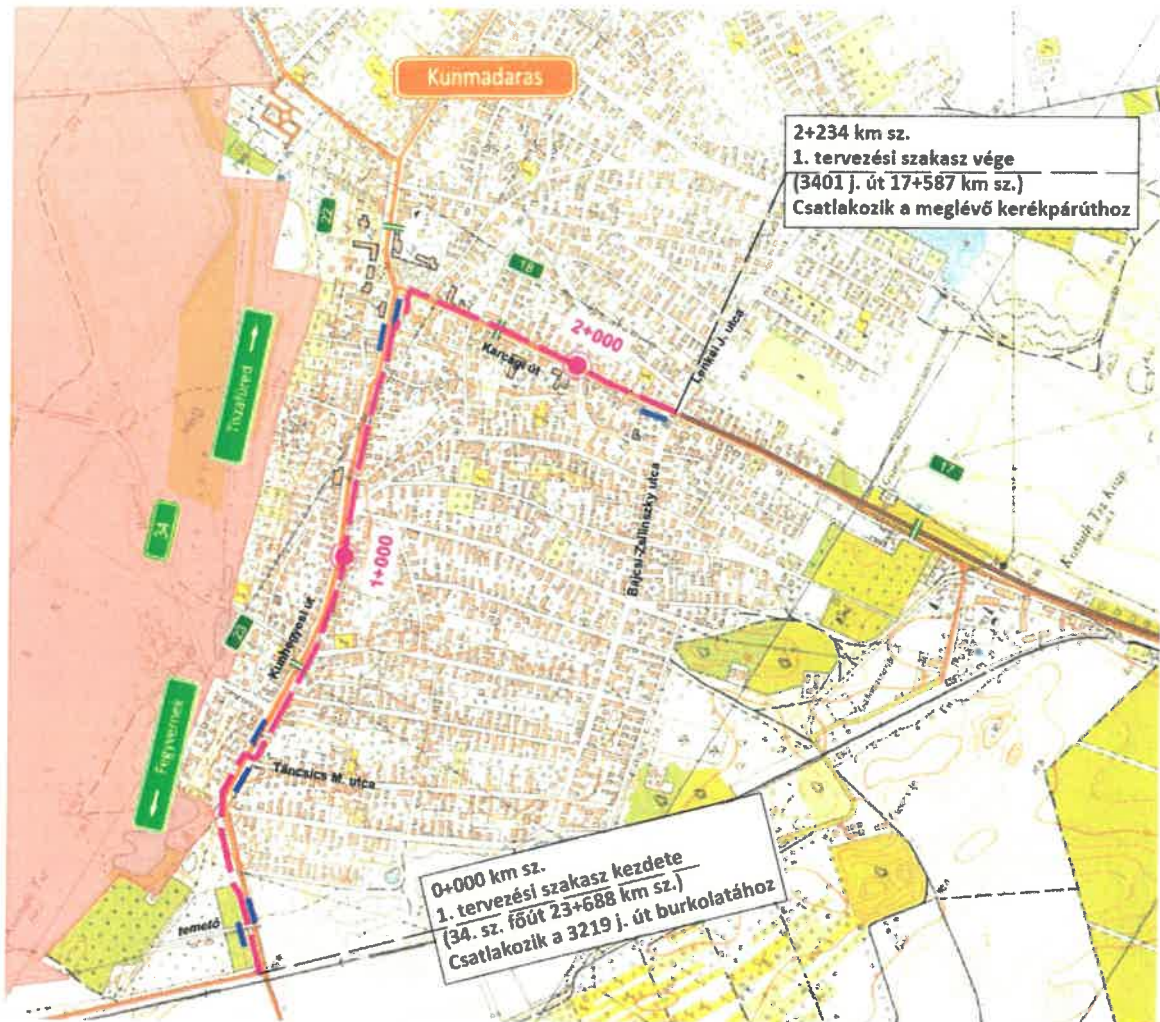 Kunmadaras
2+234 km sz.
1. tervezési szakasz vége
(3401 j. út 17+587 km sz.)
Csatlakozik a meglévő kerékpárúthoz
22
18
2+000
Karcagi út
Lenkei J. utca
Tiszafüred
34
17
Bajcsi-Zsilinszky utca
1+000
23
Kunhegyesi út
Fegyvernek
Táncsics M. utca
0+000 km sz.
1. tervezési szakasz kezdete
(34. sz. főút 23+688 km sz.)
Csatlakozik a 3219 j. út burkolatához
temető